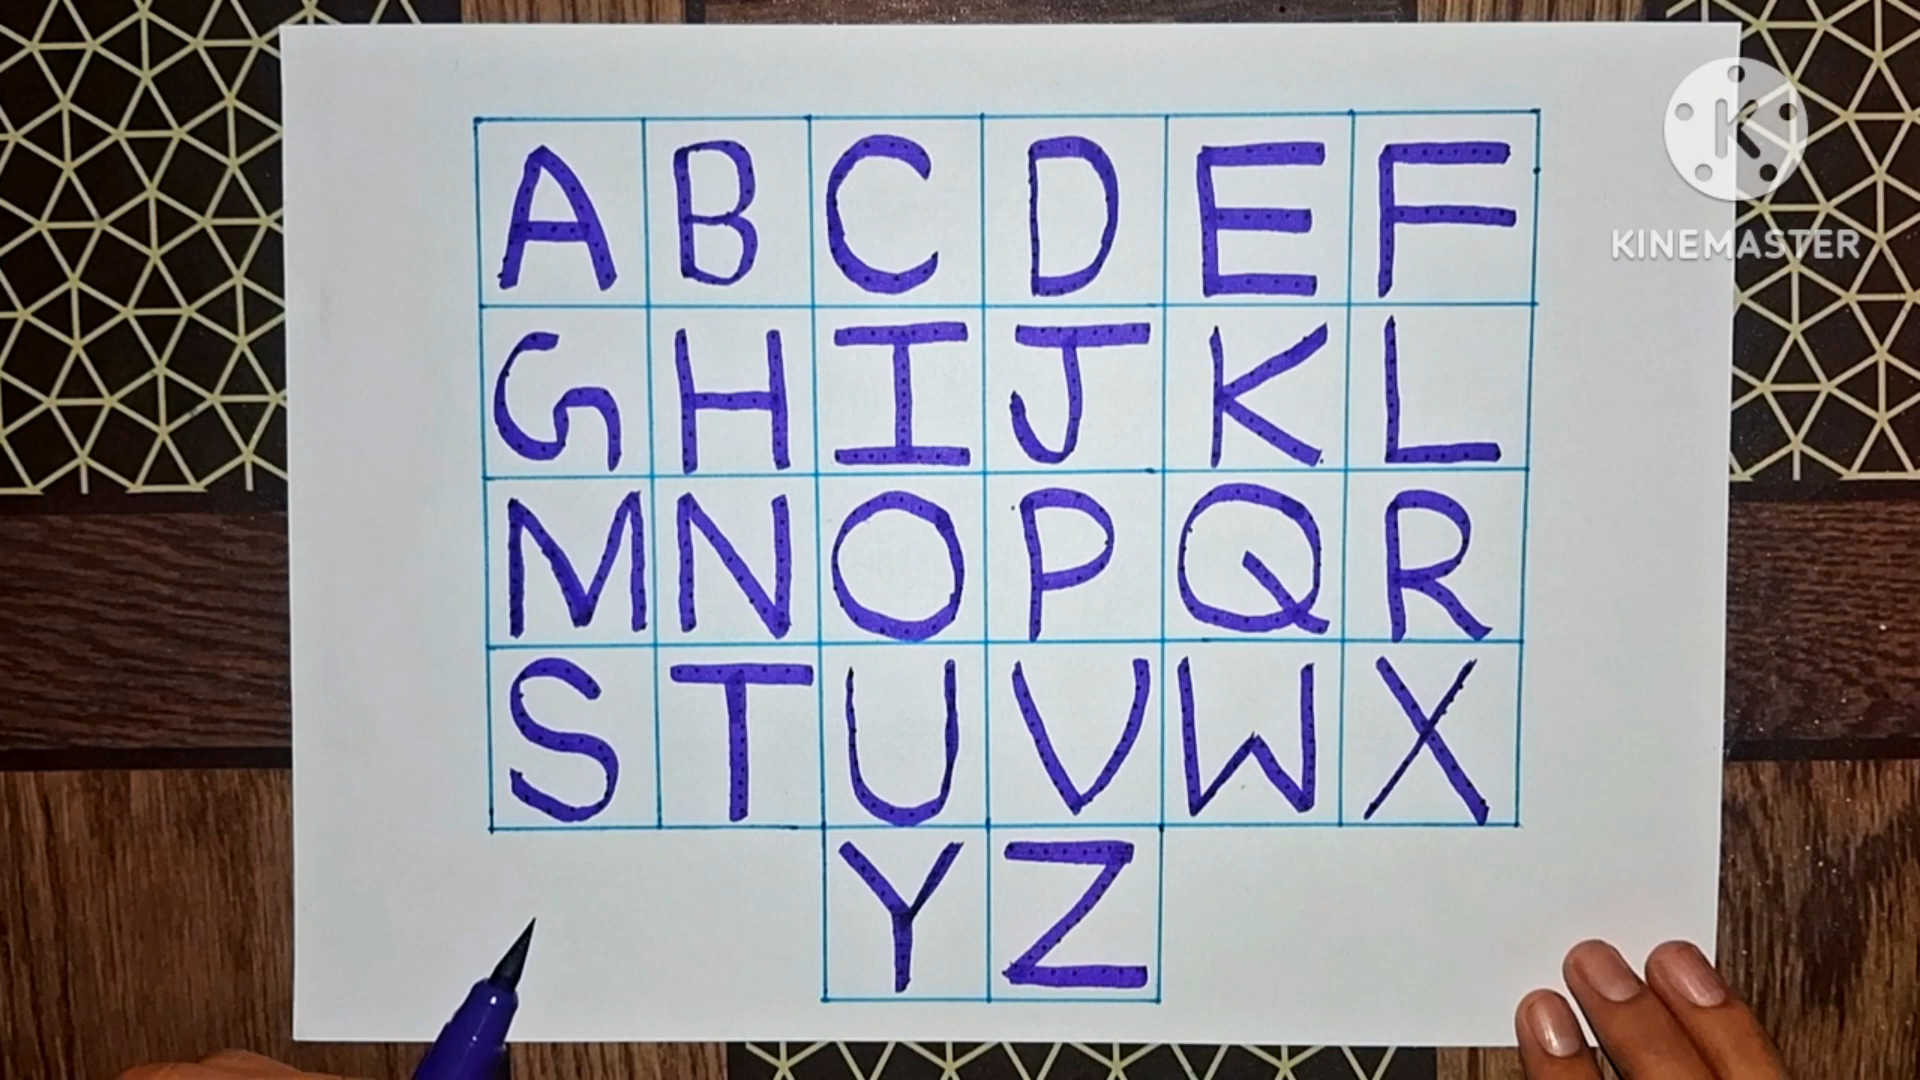 A B C D E F
KINEMASTER
G H I J K L
M N O P Q R
S T U V W X
Y Z